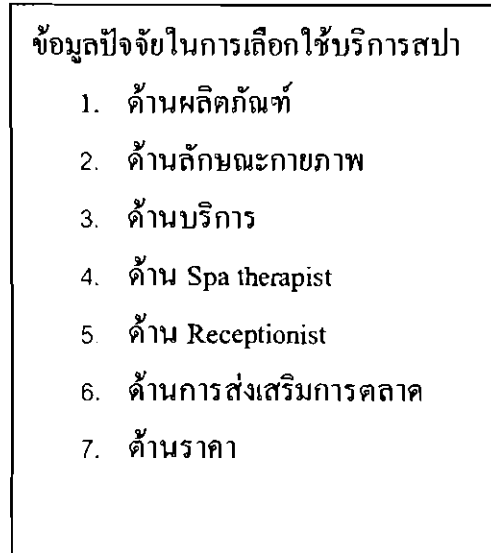 ข้อมูลปัจจัยในการเลือกใช้บริการสปา
1. ด้านผลิตภัณฑ์
2. ด้านลักษณะกายภาพ
3. ด้านบริการ
4. ด้าน Spa therapist
5. ด้าน Receptionist
6. ด้านการส่งเสริมการตลาด
7. ด้านราคา